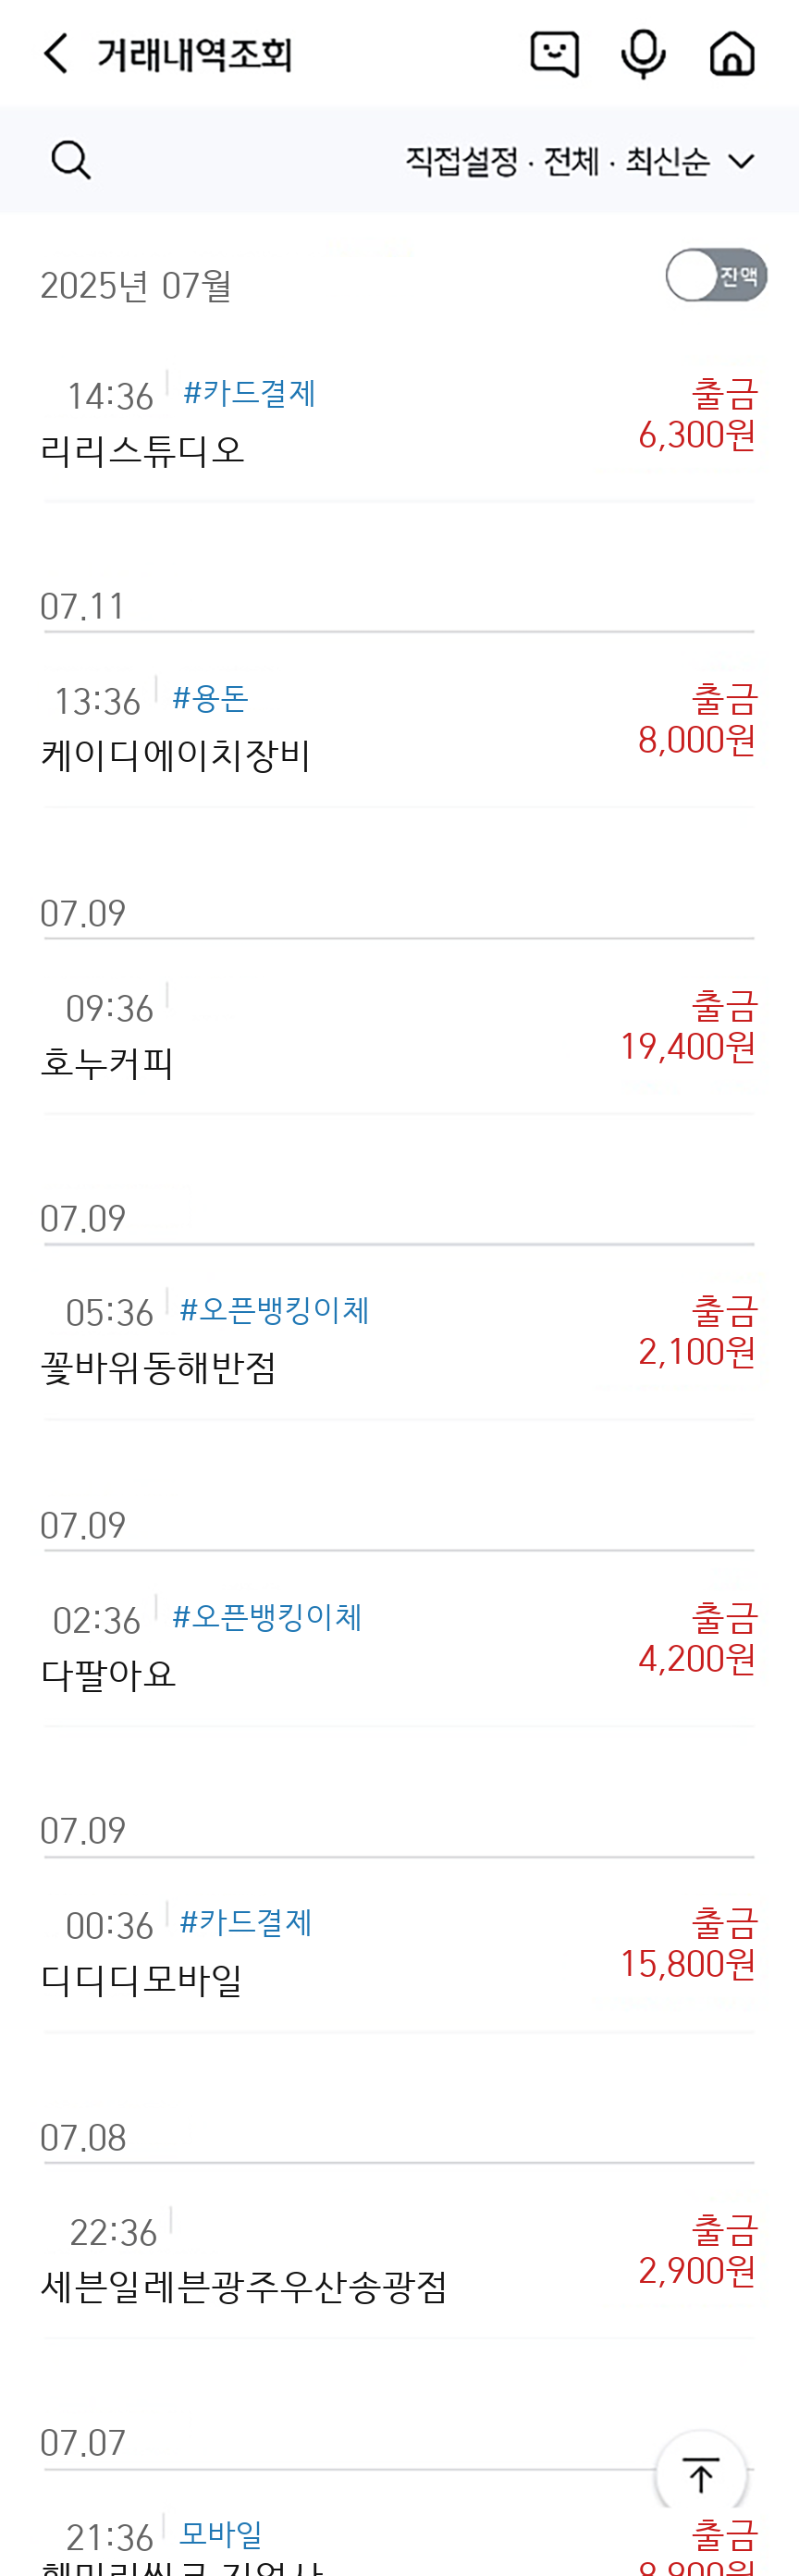 거래내역조회
직접설정 · 전체 · 최신순
2025년 07월
잔액
14:36 #카드결제 출금
리리스튜디오 6,300원
07.11
13:36 #용돈 출금
케이디에이치장비 8,000원
07.09
09:36 출금
호누커피 19,400원
07.09
05:36 #오픈뱅킹이체 출금
꽃바위동해반점 2,100원
07.09
02:36 #오픈뱅킹이체 출금
다팔아요 4,200원
07.09
00:36 #카드결제 출금
디디디모바일 15,800원
07.08
22:36 출금
세븐일레븐광주우산송광점 2,900원
07.07
21:36 모바일 출금